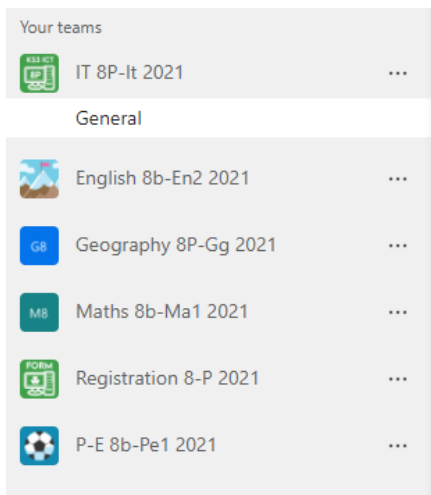 Your teams
KS3 ICT
8P
IT 8P-It 2021
General
English 8b-En2 2021
G8
Geography 8P-Gg 2021
M8
Maths 8b-Ma1 2021
FORM
Registration 8-P 2021
P-E 8b-Pe1 2021